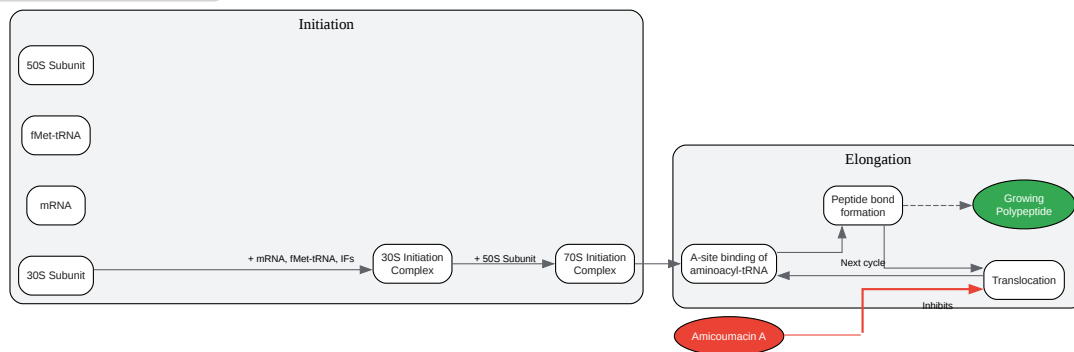 Initiation
50S Subunit
fMet-tRNA
mRNA
30S Subunit
+ mRNA, fMet-tRNA, IFs
30S Initiation
Complex
+ 50S Subunit
70S Initiation
Complex
Elongation
A-site binding of
aminoacyl-tRNA
Peptide bond
formation
Growing
Polypeptide
Next cycle
Translocation
Inhibits
Amicoumacin A